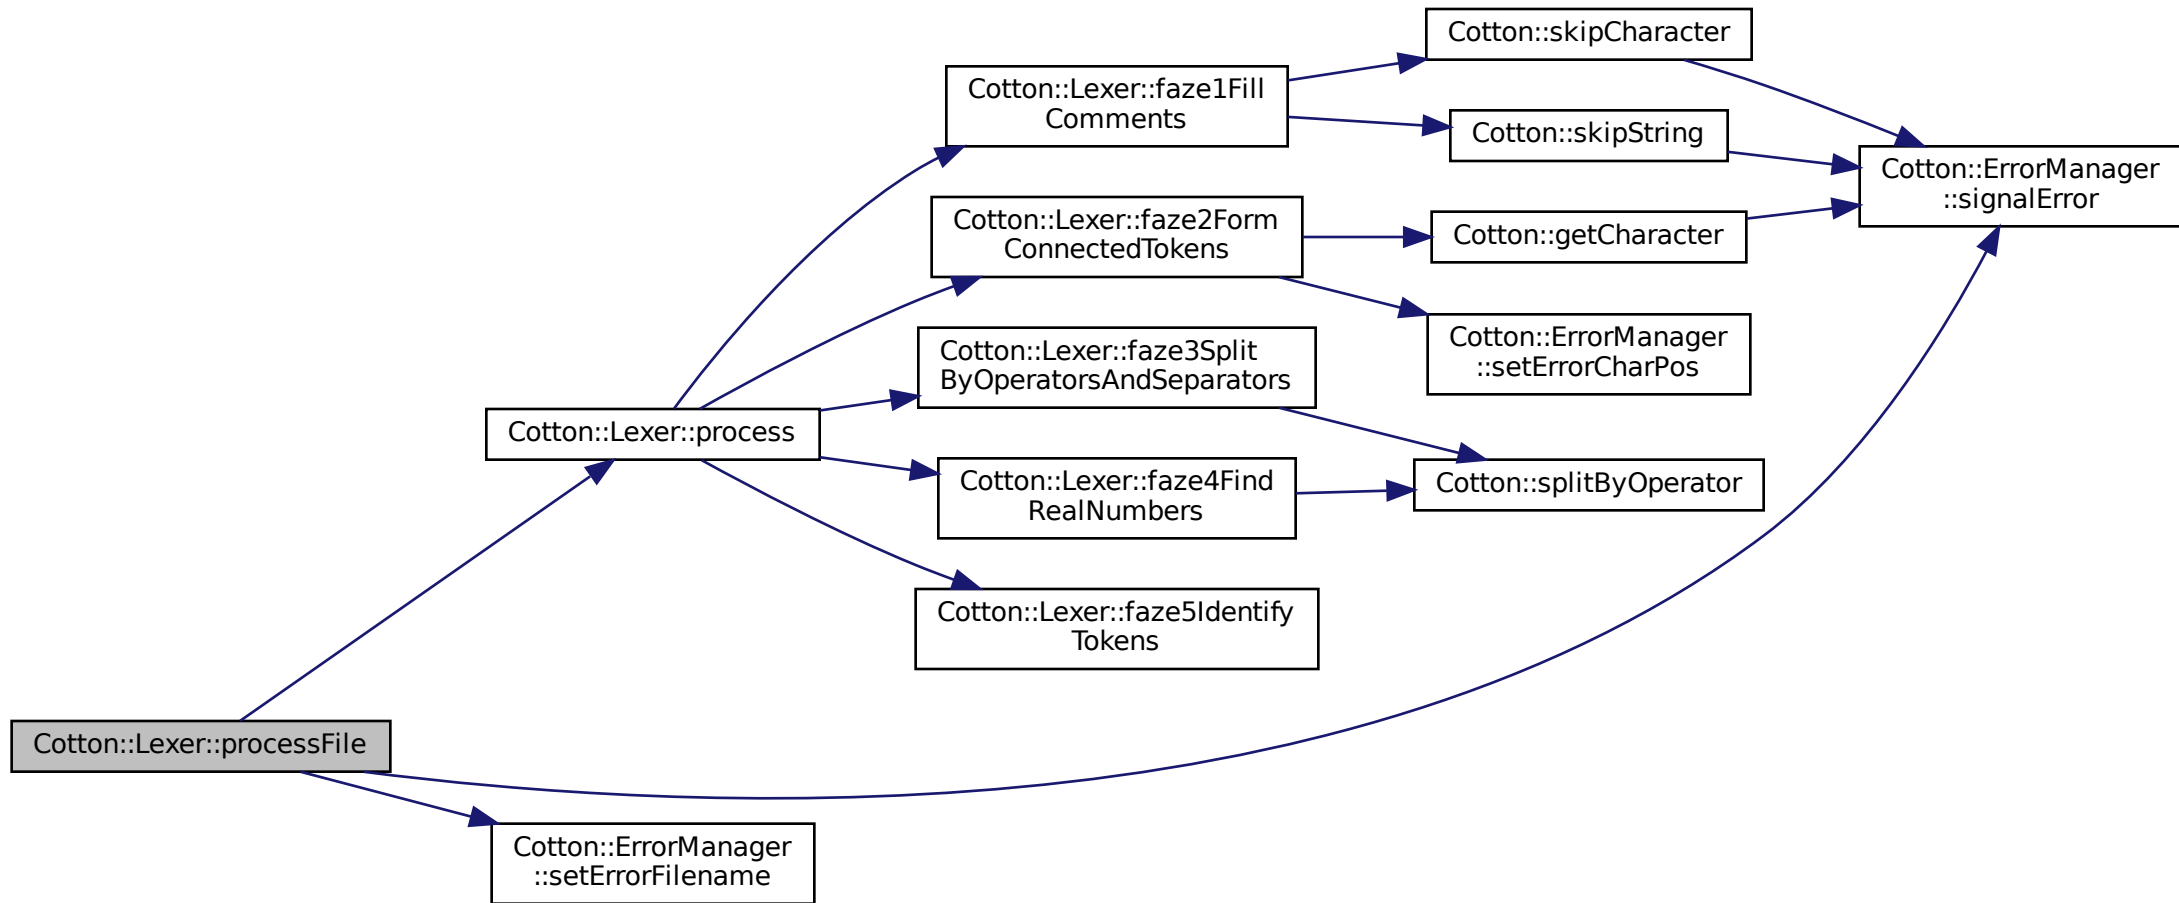 Cotton::skipCharacter
Cotton::Lexer::faze1Fill
Comments
Cotton::skipString
Cotton::ErrorManager
::signalError
Cotton::Lexer::faze2Form
ConnectedTokens
Cotton::getCharacter
Cotton::ErrorManager
::setErrorCharPos
Cotton::Lexer::faze3Split
ByOperatorsAndSeparators
Cotton::Lexer::process
Cotton::Lexer::faze4Find
RealNumbers
Cotton::splitByOperator
Cotton::Lexer::faze5Identify
Tokens
Cotton::Lexer::processFile
Cotton::ErrorManager
::setErrorFilename